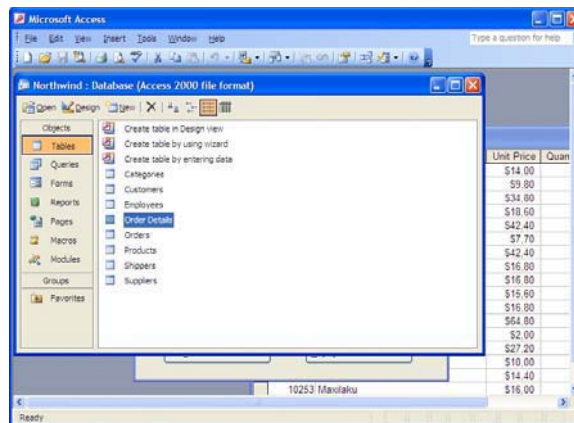 Microsoft Access
File Edit View Insert Tools Window Help
Type a question for help
Northwind : Database (Access 2000 file format)
Open Design New
Objects
Tables
Queries
Forms
Reports
Pages
Macros
Modules
Groups
Favorites
Create table in Design view
Create table by using wizard
Create table by entering data
Categories
Customers
Employees
Order Details
Orders
Products
Shippers
Suppliers
Unit Price Quan
$14.00
$9.80
$34.80
$18.60
$42.40
$7.70
$42.40
$16.80
$16.80
$15.60
$16.80
$64.80
$2.00
$27.20
$10.00
$14.40
10253 Maxilaku $16.00
Ready